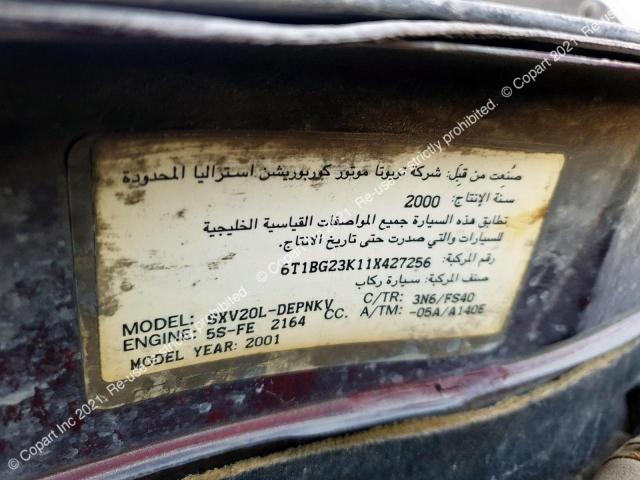 صُنعت من قِبَل: شركة تويوتا موتور كوربوريشن استراليا المحدودة
سنة الإنتاج: 2000
تطابق هذه السيارة جميع المواصفات القياسية الخليجية
للسيارات والتي صدرت حتى تاريخ الانتاج.
رقم المركبة: 6T1BG23K11X427256
صنف المركبة: سيارة ركاب
MODEL: SXV20L-DEPNKV C/TR: 3N6/FS40
ENGINE: 5S-FE 2164 CC. A/TM: -05A/A140E
MODEL YEAR: 2001
© Copart Inc 2021. Re-use strictly prohibited.
© Copart Inc 2021. Re-use strictly prohibited.
© Copart 2021.